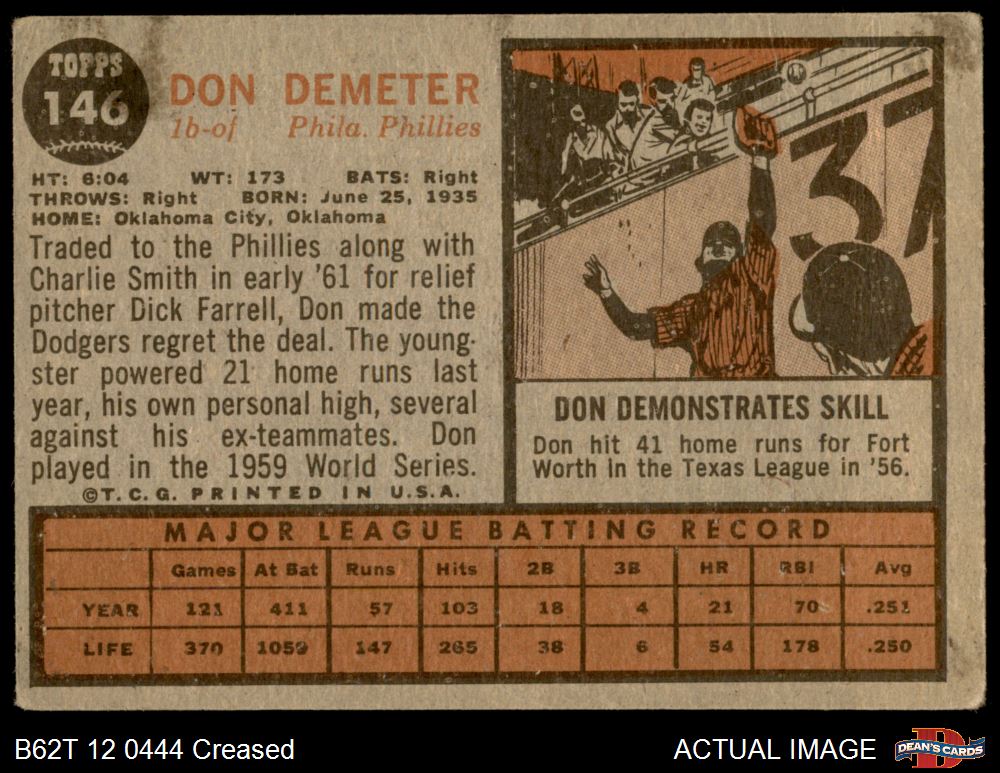 TOPPS
146
DON DEMETER
1b-of Phila. Phillies
HT: 6:04 WT: 173 BATS: Right
THROWS: Right BORN: June 25, 1935
HOME: Oklahoma City, Oklahoma
Traded to the Phillies along with
Charlie Smith in early '61 for relief
pitcher Dick Farrell, Don made the
Dodgers regret the deal. The young-
ster powered 21 home runs last
year, his own personal high, several
against his ex-teammates. Don
played in the 1959 World Series.
©T.C.G. PRINTED IN U.S.A.
37
DON DEMONSTRATES SKILL
Don hit 41 home runs for Fort
Worth in the Texas League in '56.
MAJOR LEAGUE BATTING RECORD
Games At Bat Runs Hits 2B 3B HR RBI Avg
YEAR 121 411 57 103 18 4 21 70 .251
LIFE 370 1059 147 265 38 6 54 178 .250
B62T 12 0444 Creased
ACTUAL IMAGE
DEAN'S CARDS